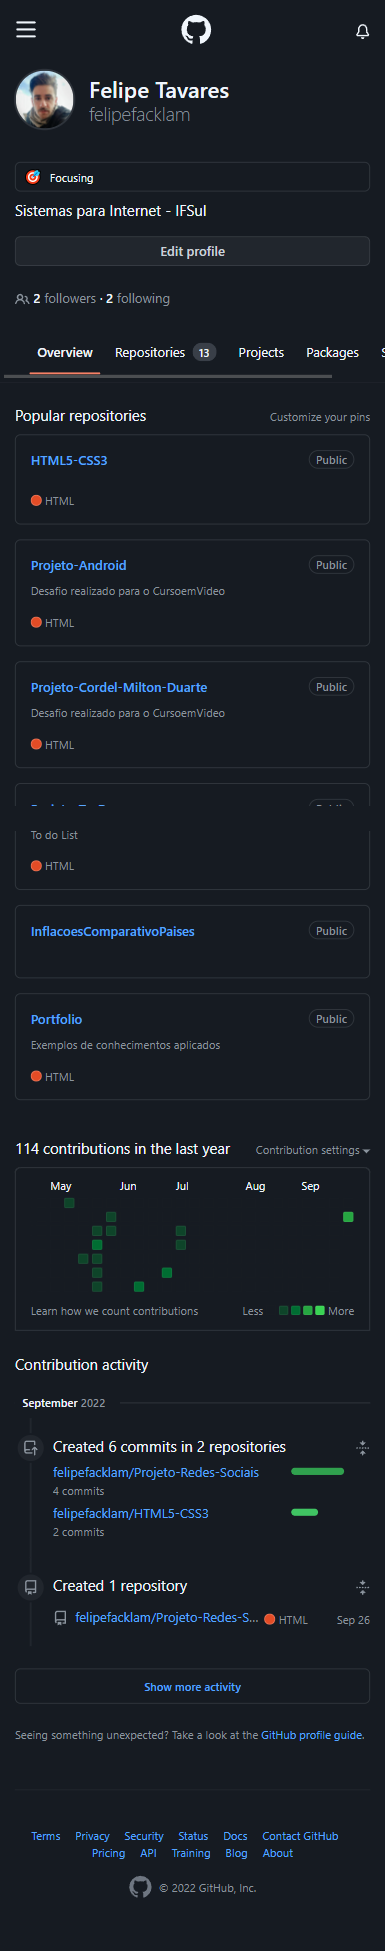 Felipe Tavares
felipefacklam
Focusing
Sistemas para Internet - IFSul
Edit profile
2 followers · 2 following
Overview Repositories 13 Projects Packages
Popular repositories Customize your pins
HTML5-CSS3 Public
HTML
Projeto-Android Public
Desafio realizado para o CursoemVideo
HTML
Projeto-Cordel-Milton-Duarte Public
Desafio realizado para o CursoemVideo
HTML
To do List
HTML
InflacoesComparativoPaises Public
Portfolio Public
Exemplos de conhecimentos aplicados
HTML
114 contributions in the last year Contribution settings
May Jun Jul Aug Sep
Learn how we count contributions Less More
Contribution activity
September 2022
Created 6 commits in 2 repositories
felipefacklam/Projeto-Redes-Sociais
4 commits
felipefacklam/HTML5-CSS3
2 commits
Created 1 repository
felipefacklam/Projeto-Redes-S... HTML Sep 26
Show more activity
Seeing something unexpected? Take a look at the GitHub profile guide.
Terms Privacy Security Status Docs Contact GitHub
Pricing API Training Blog About
© 2022 GitHub, Inc.